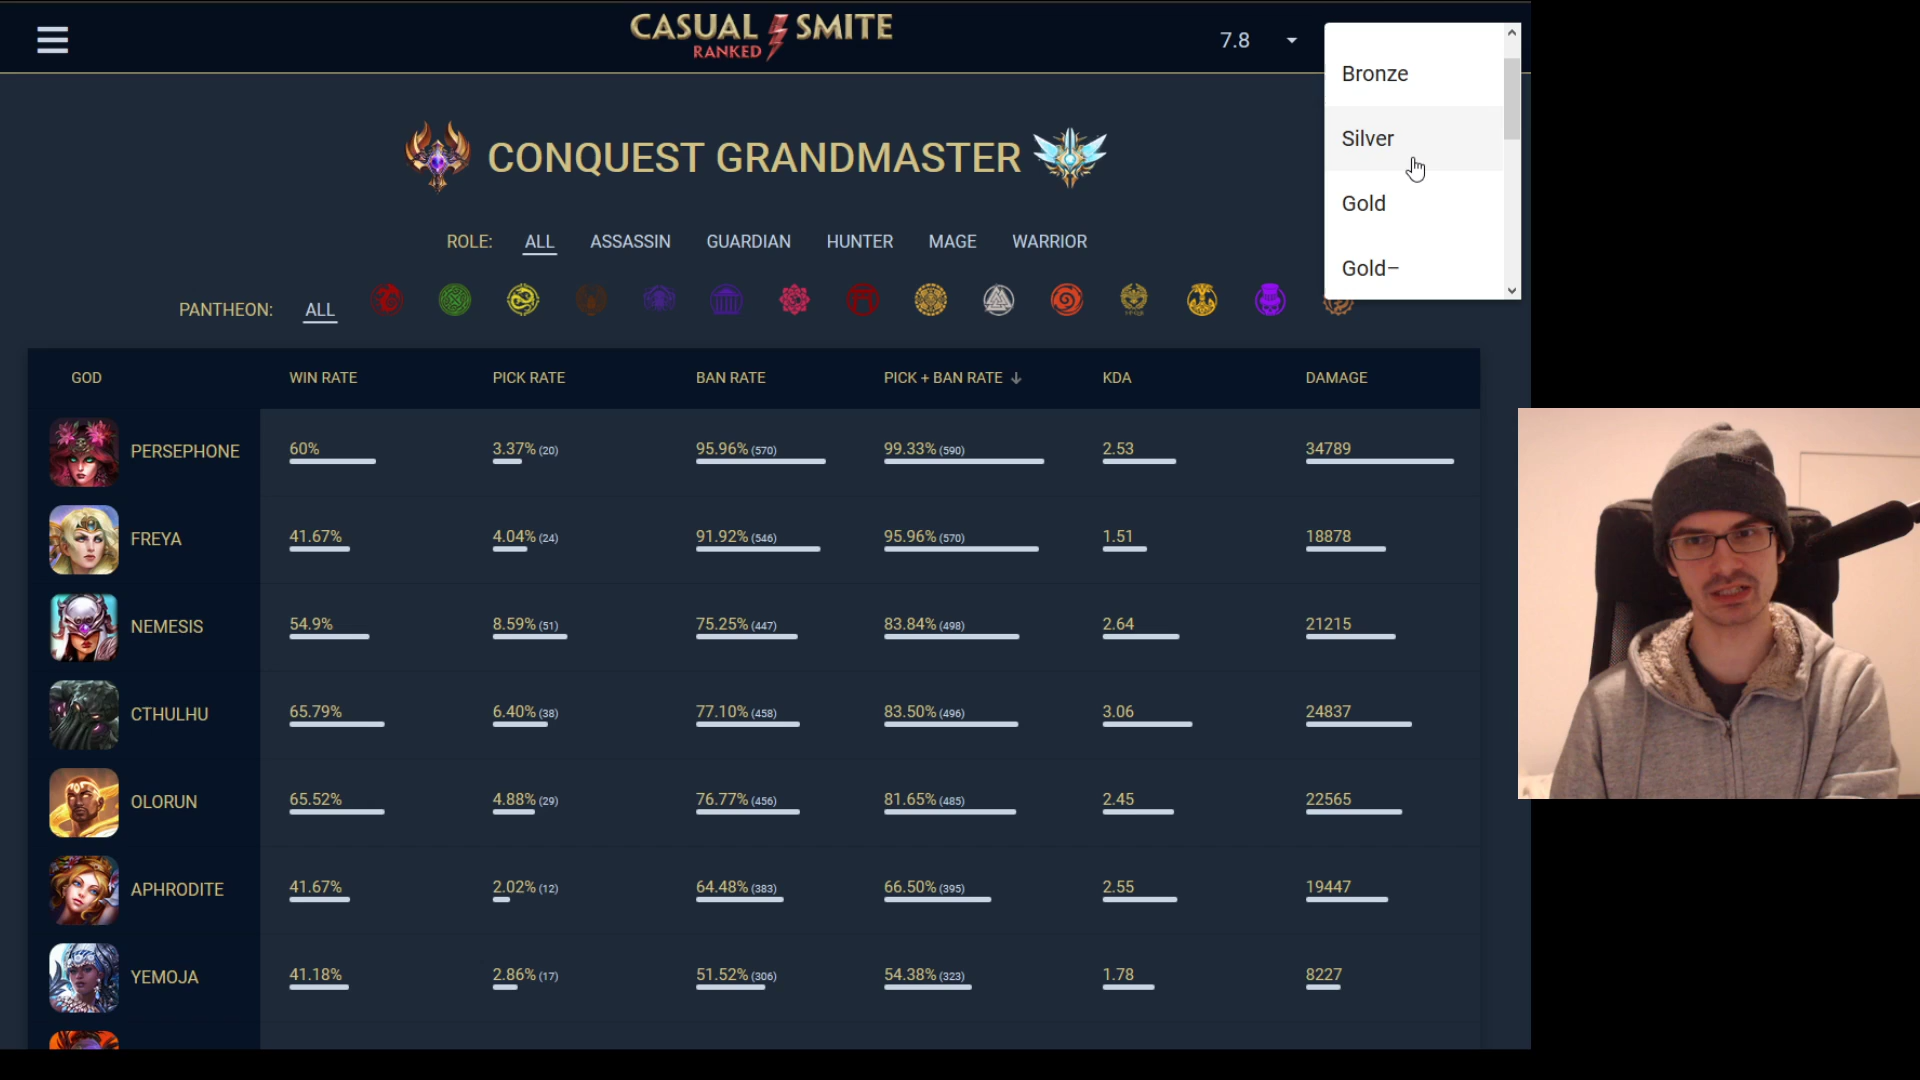 CASUAL SMITE
RANKED
7.8
Bronze
Silver
Gold
Gold–
CONQUEST GRANDMASTER
ROLE: ALL ASSASSIN GUARDIAN HUNTER MAGE WARRIOR
PANTHEON: ALL
GOD WIN RATE PICK RATE BAN RATE PICK + BAN RATE KDA DAMAGE
PERSEPHONE 60% 3.37% (20) 95.96% (570) 99.33% (590) 2.53 34789
FREYA 41.67% 4.04% (24) 91.92% (546) 95.96% (570) 1.51 18878
NEMESIS 54.9% 8.59% (51) 75.25% (447) 83.84% (498) 2.64 21215
CTHULHU 65.79% 6.40% (38) 77.10% (458) 83.50% (496) 3.06 24837
OLORUN 65.52% 4.88% (29) 76.77% (456) 81.65% (485) 2.45 22565
APHRODITE 41.67% 2.02% (12) 64.48% (383) 66.50% (395) 2.55 19447
YEMOJA 41.18% 2.86% (17) 51.52% (306) 54.38% (323) 1.78 8227